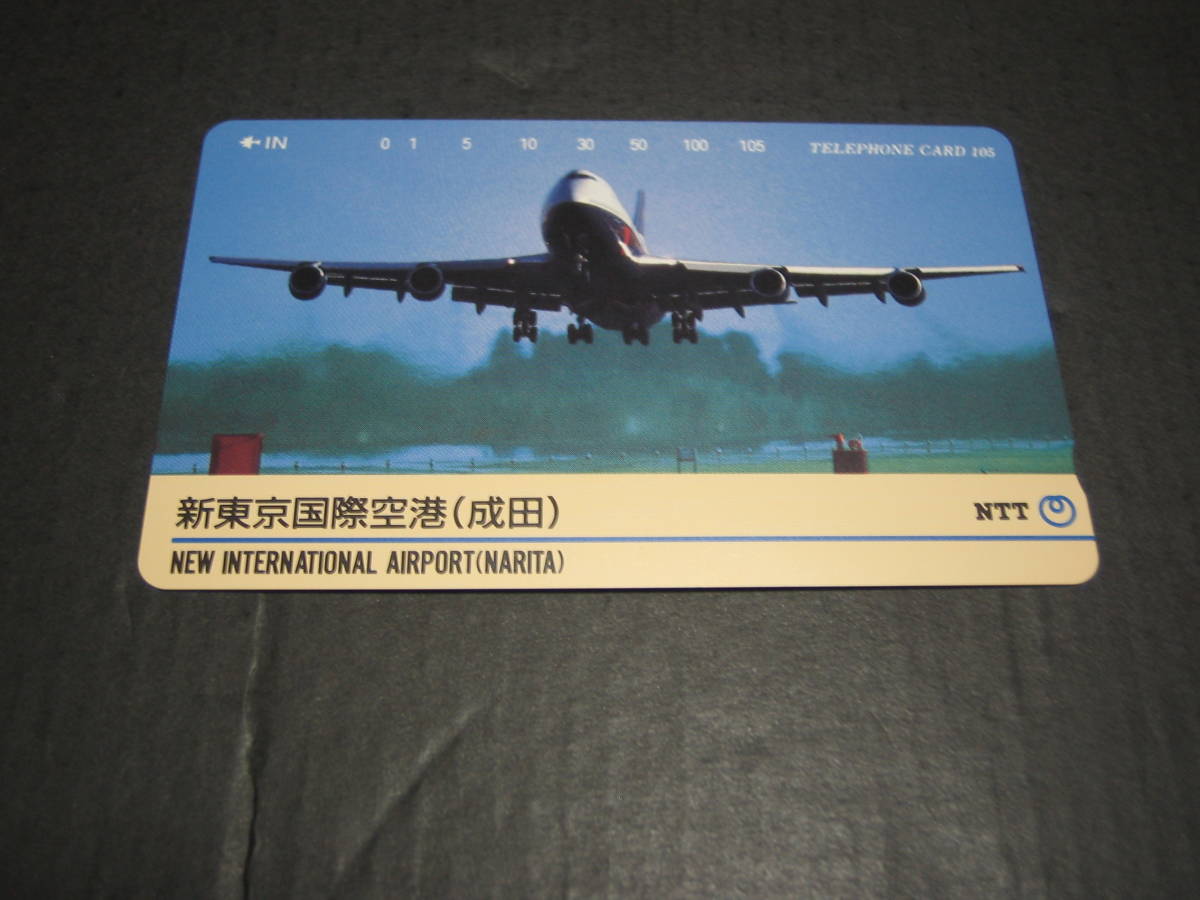 IN 0 1 5 10 30 50 100 105 TELEPHONE CARD 105
新東京国際空港(成田)
NTT
NEW INTERNATIONAL AIRPORT(NARITA)